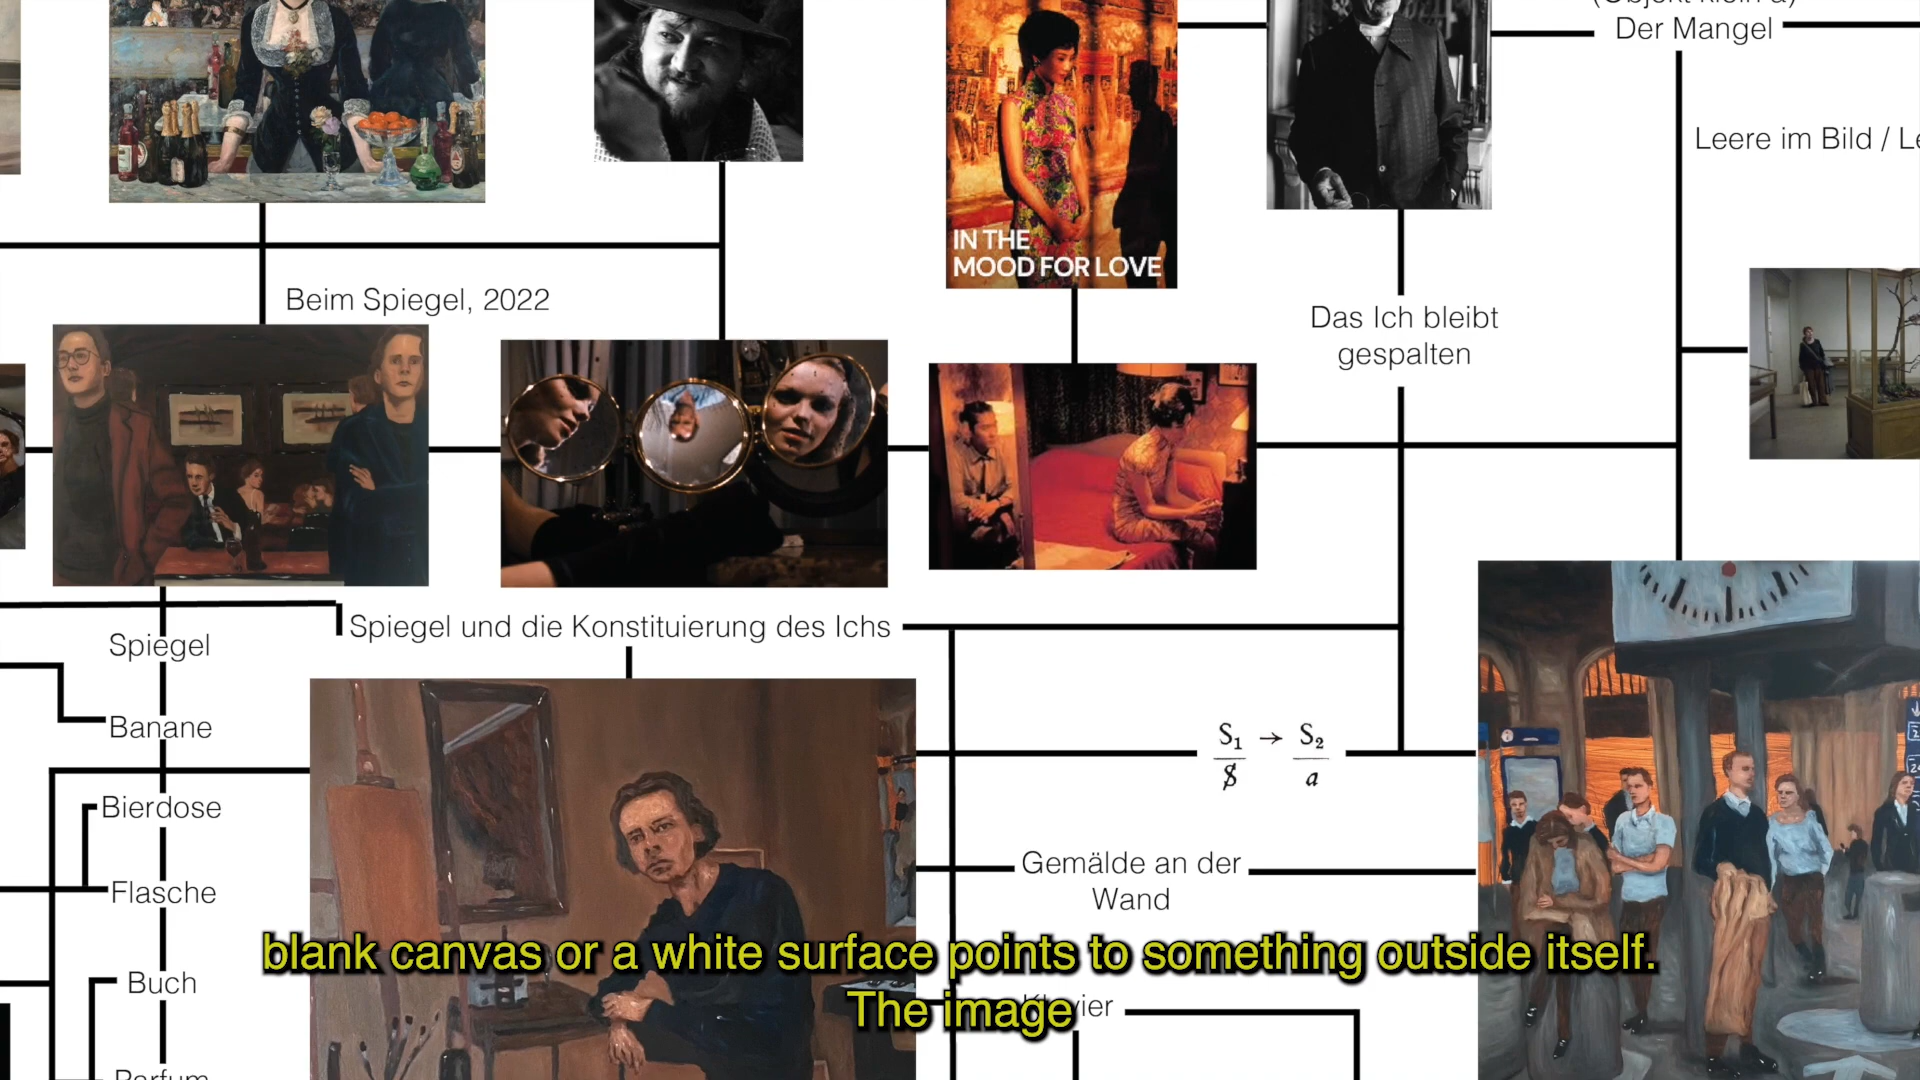 Der Mangel
Leere im Bild /
IN THE
MOOD FOR LOVE
Beim Spiegel, 2022
Das Ich bleibt
gespalten
Spiegel und die Konstituierung des Ichs
Spiegel
Banane
S₁ → S₂
$ a
Bierdose
Flasche
Gemälde an der
Wand
Buch
blank canvas or a white surface points to something outside itself.
The image